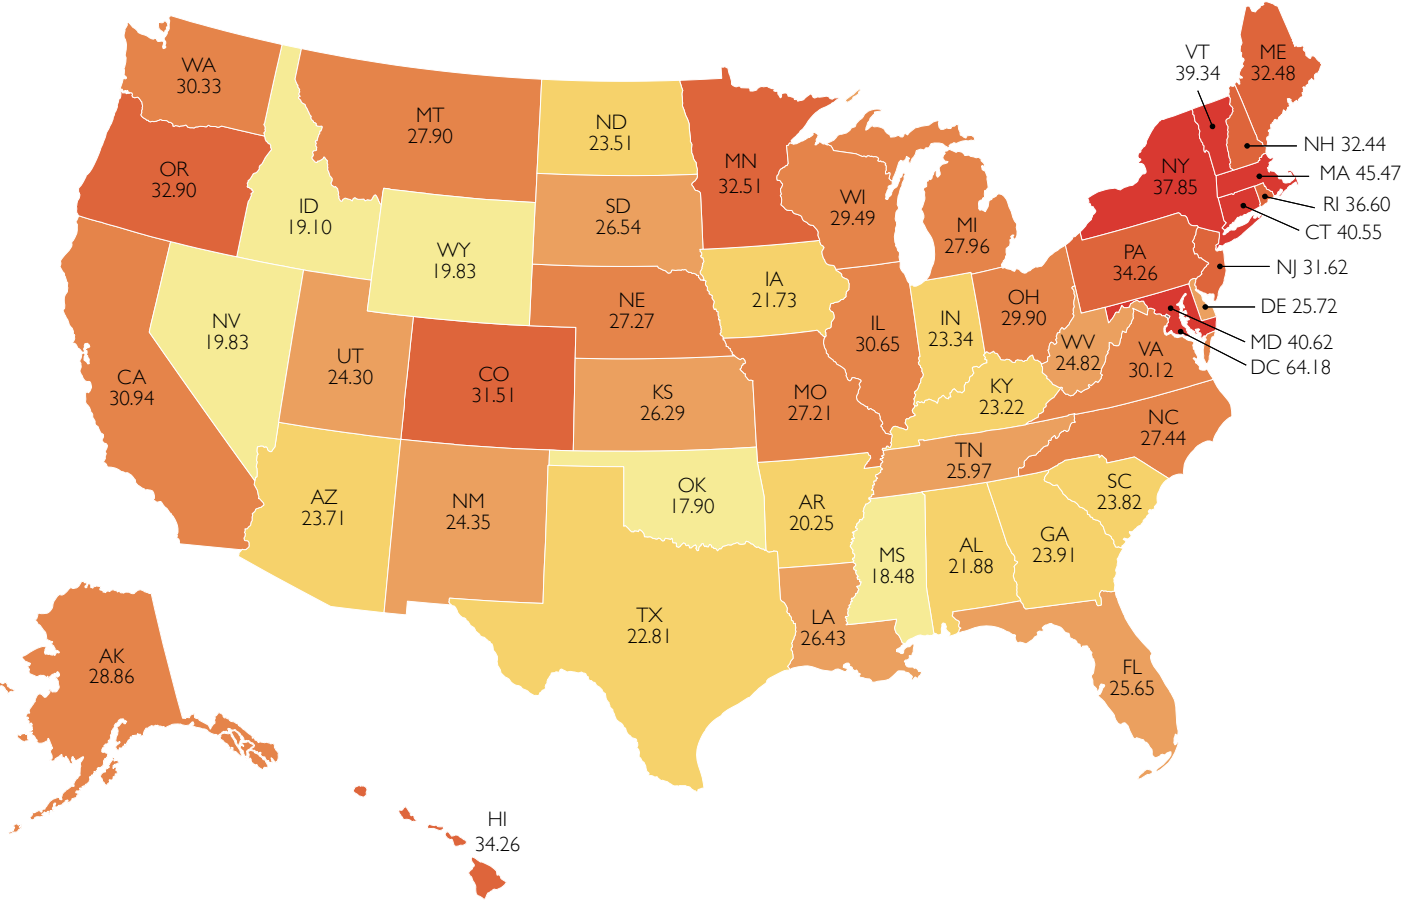 WA
30.33
OR
32.90
CA
30.94
ID
19.10
NV
19.83
MT
27.90
WY
19.83
UT
24.30
CO
31.51
AZ
23.71
NM
24.35
ND
23.51
SD
26.54
NE
27.27
KS
26.29
OK
17.90
TX
22.81
MN
32.51
IA
21.73
MO
27.21
AR
20.25
LA
26.43
WI
29.49
IL
30.65
MI
27.96
IN
23.34
OH
29.90
KY
23.22
TN
25.97
MS
18.48
AL
21.88
GA
23.91
FL
25.65
SC
23.82
NC
27.44
VA
30.12
WV
24.82
PA
34.26
NY
37.85
VT
39.34
ME
32.48
NH 32.44
MA 45.47
RI 36.60
CT 40.55
NJ 31.62
DE 25.72
MD 40.62
DC 64.18
AK
28.86
HI
34.26